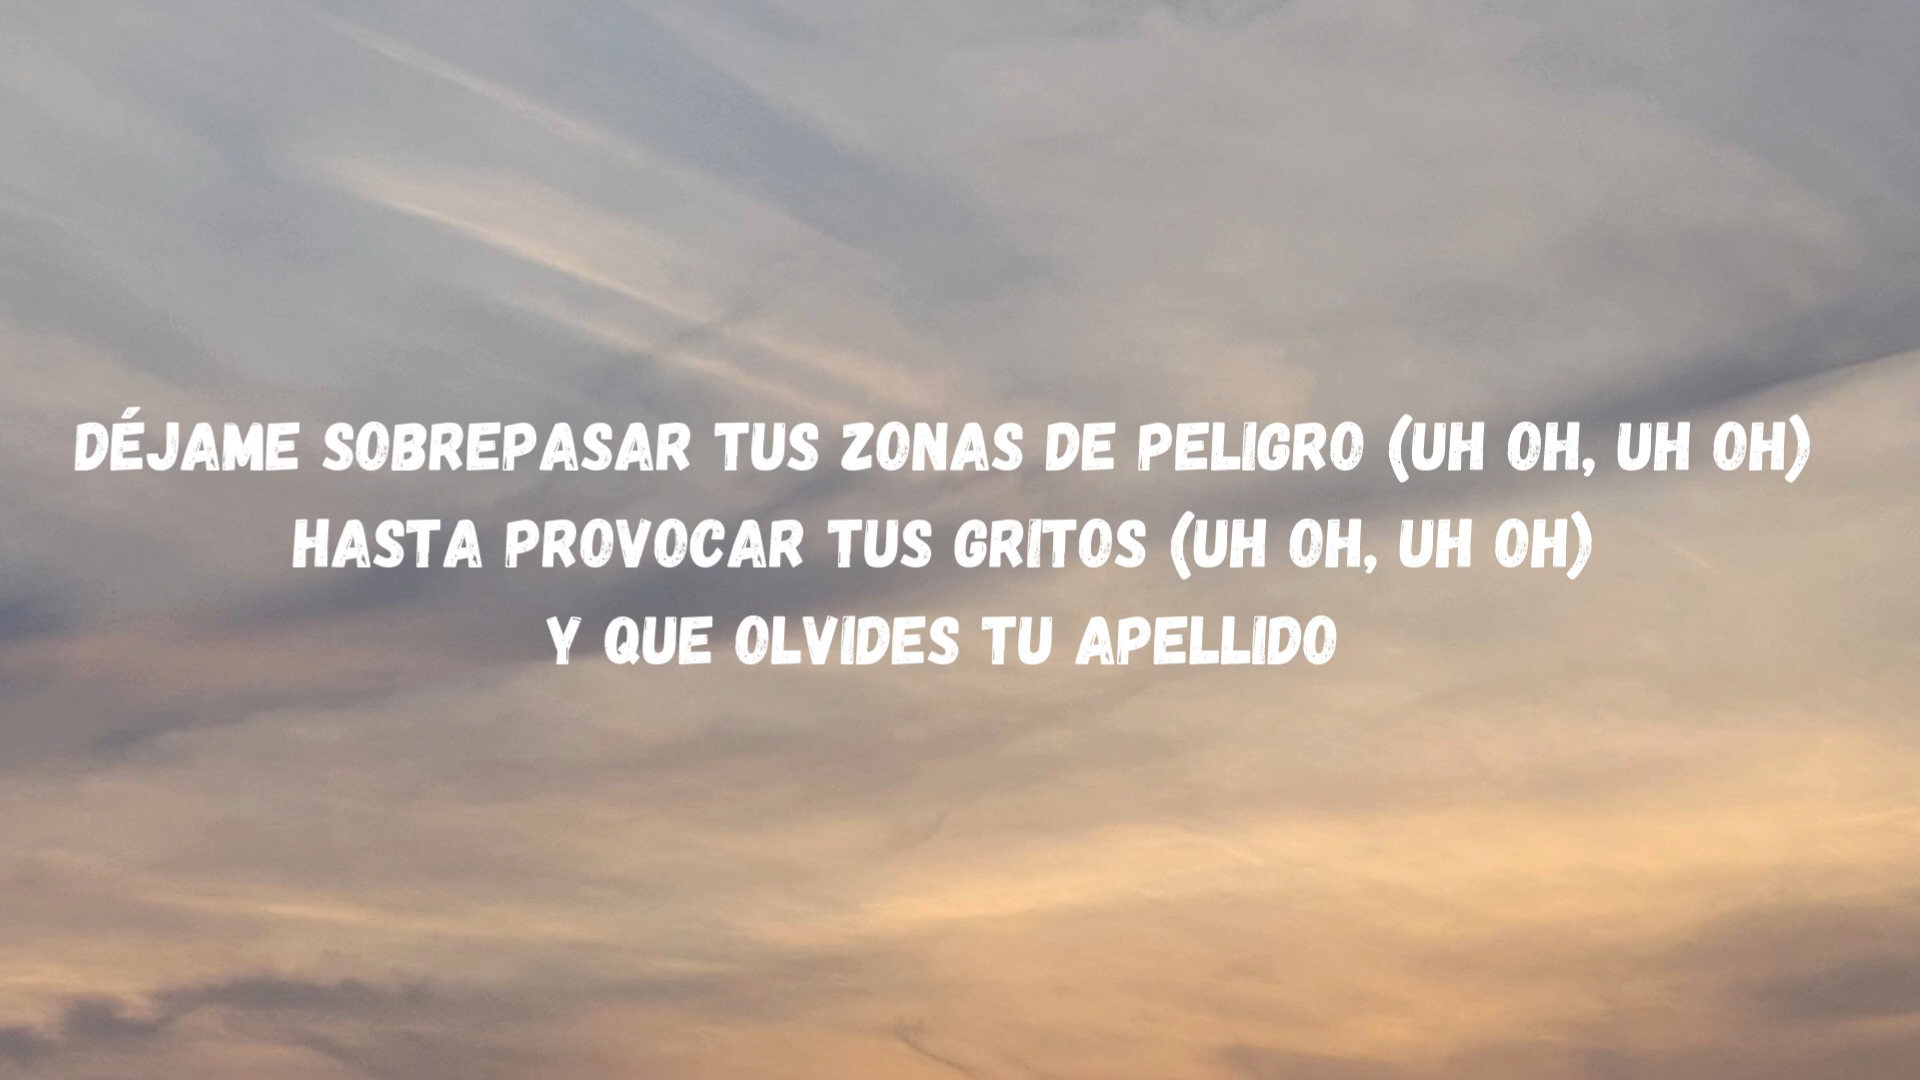 DÉJAME SOBREPASAR TUS ZONAS DE PELIGRO (UH OH, UH OH)
HASTA PROVOCAR TUS GRITOS (UH OH, UH OH)
Y QUE OLVIDES TU APELLIDO